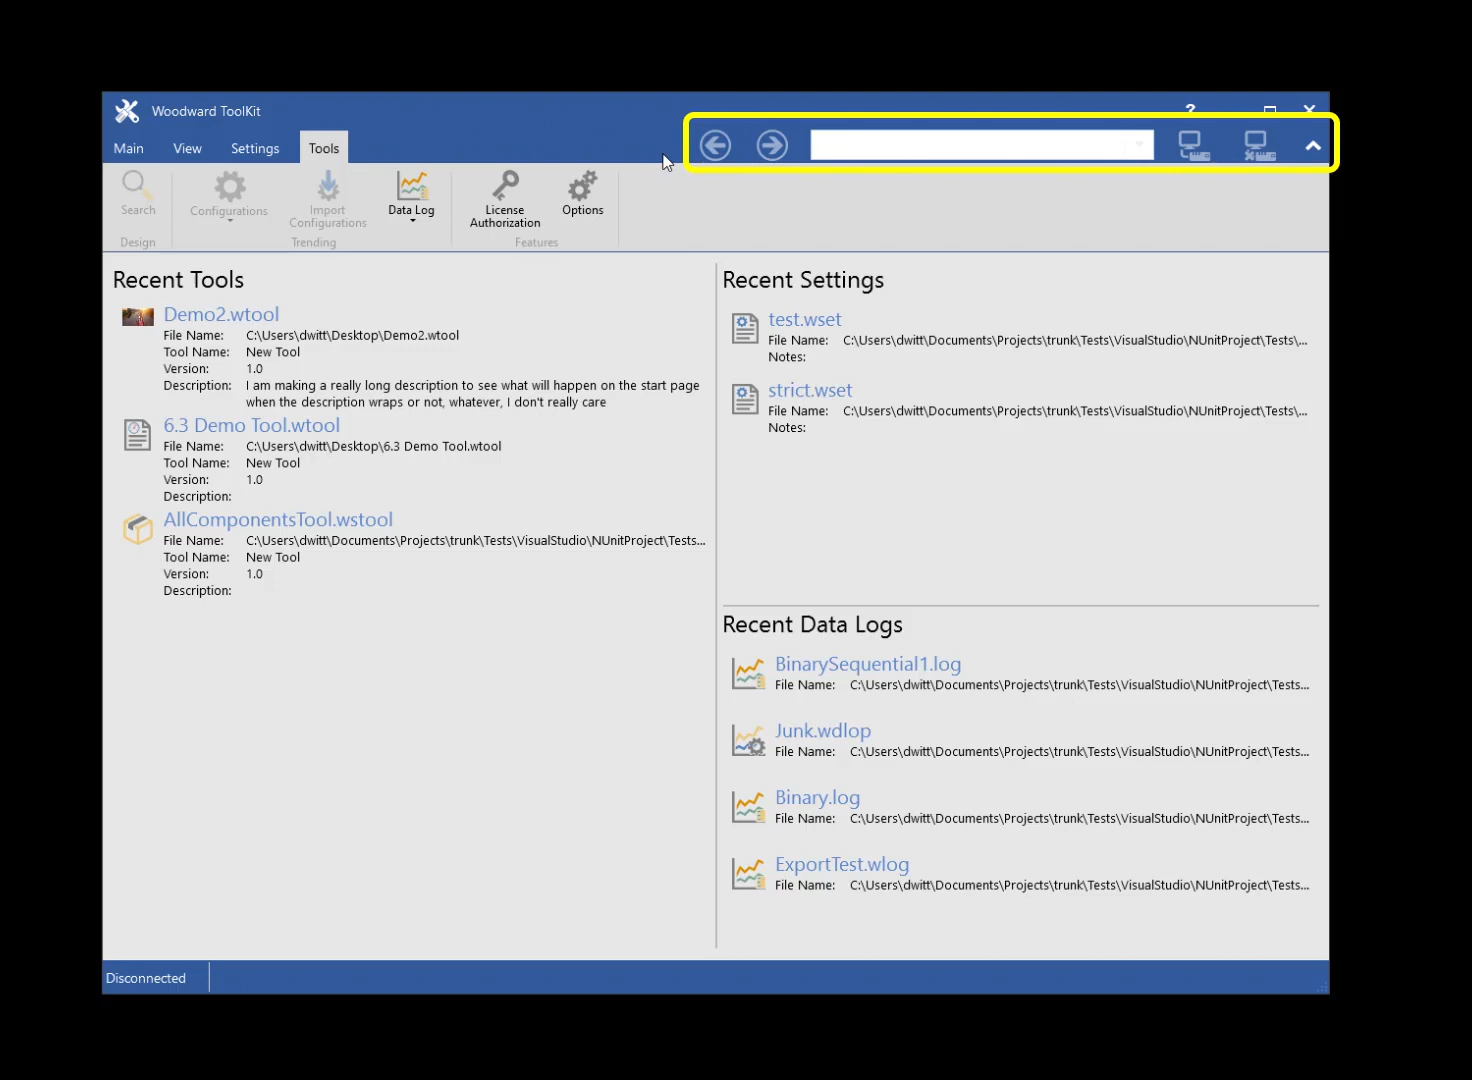 Woodward ToolKit
?
Main View Settings Tools
Search
Configurations
Import
Configurations
Data Log
License
Authorization
Options
Design
Trending
Features
Recent Tools
Demo2.wtool
File Name: C:\Users\dwitt\Desktop\Demo2.wtool
Tool Name: New Tool
Version: 1.0
Description: I am making a really long description to see what will happen on the start page
when the description wraps or not, whatever, I don't really care
6.3 Demo Tool.wtool
File Name: C:\Users\dwitt\Desktop\6.3 Demo Tool.wtool
Tool Name: New Tool
Version: 1.0
Description:
AllComponentsTool.wstool
File Name: C:\Users\dwitt\Documents\Projects\trunk\Tests\VisualStudio\NUnitProject\Tests...
Tool Name: New Tool
Version: 1.0
Description:
Recent Settings
test.wset
File Name: C:\Users\dwitt\Documents\Projects\trunk\Tests\VisualStudio\NUnitProject\Tests\...
Notes:
strict.wset
File Name: C:\Users\dwitt\Documents\Projects\trunk\Tests\VisualStudio\NUnitProject\Tests\...
Notes:
Recent Data Logs
BinarySequential1.log
File Name: C:\Users\dwitt\Documents\Projects\trunk\Tests\VisualStudio\NUnitProject\Tests...
Junk.wdlop
File Name: C:\Users\dwitt\Documents\Projects\trunk\Tests\VisualStudio\NUnitProject\Tests...
Binary.log
File Name: C:\Users\dwitt\Documents\Projects\trunk\Tests\VisualStudio\NUnitProject\Tests...
ExportTest.wlog
File Name: C:\Users\dwitt\Documents\Projects\trunk\Tests\VisualStudio\NUnitProject\Tests...
Disconnected